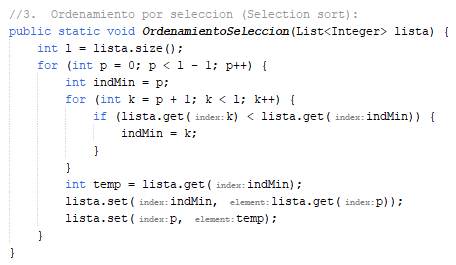 //3.  Ordenamiento por seleccion (Selection sort):
public static void OrdenamientoSeleccion(List<Integer> lista) {
    int l = lista.size();
    for (int p = 0; p < l - 1; p++) {
        int indMin = p;
        for (int k = p + 1; k < l; k++) {
            if (lista.get( index: k) < lista.get( index: indMin)) {
                indMin = k;
            }
        }
        int temp = lista.get( index: indMin);
        lista.set( index: indMin,  element: lista.get( index: p));
        lista.set( index: p,  element: temp);
    }
}